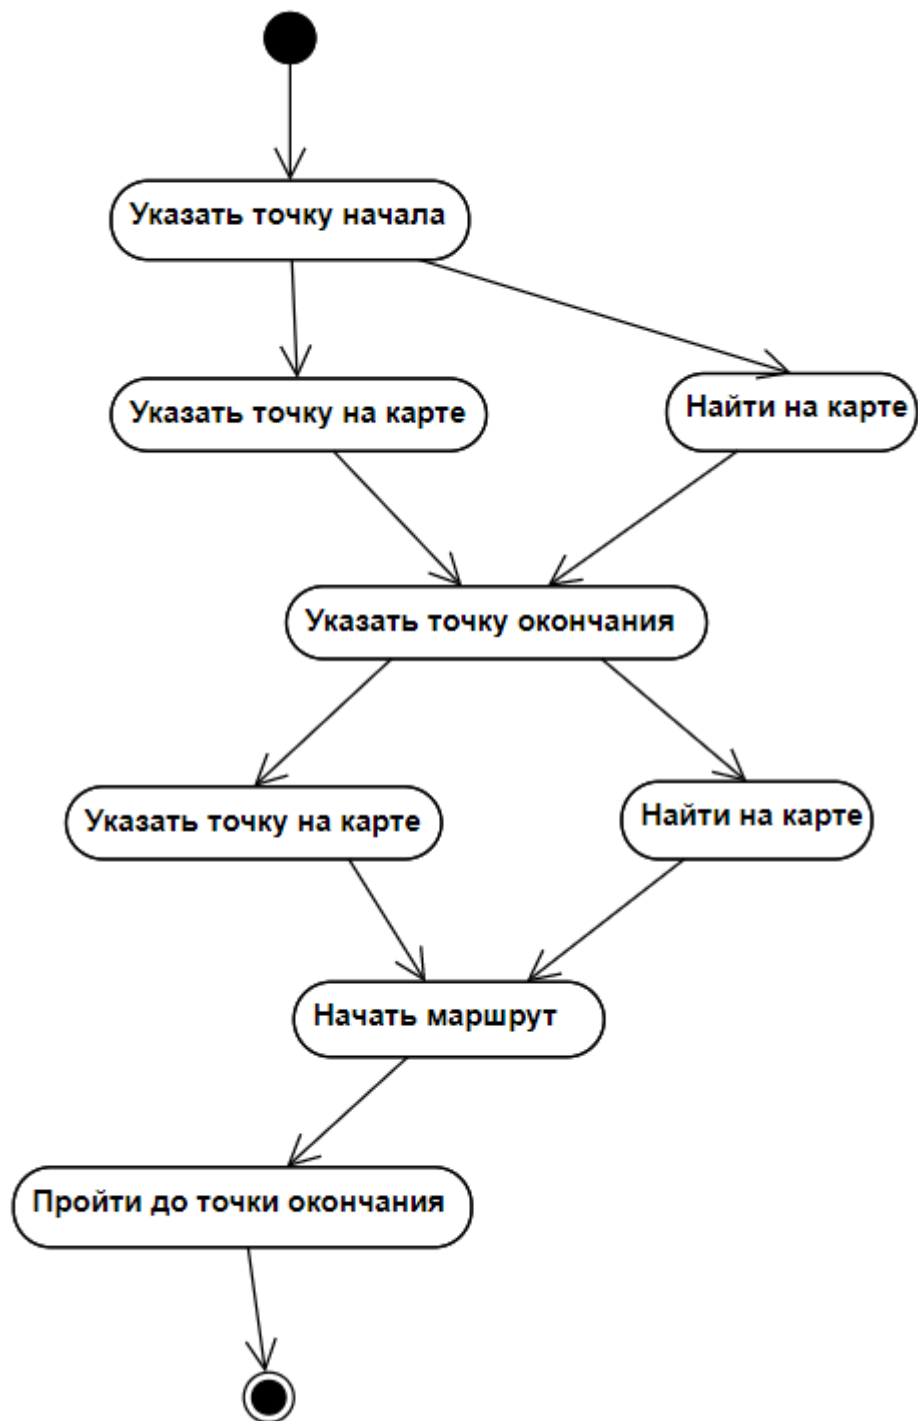 Указать точку начала
Указать точку на карте
Найти на карте
Указать точку окончания
Указать точку на карте
Найти на карте
Начать маршрут
Пройти до точки окончания